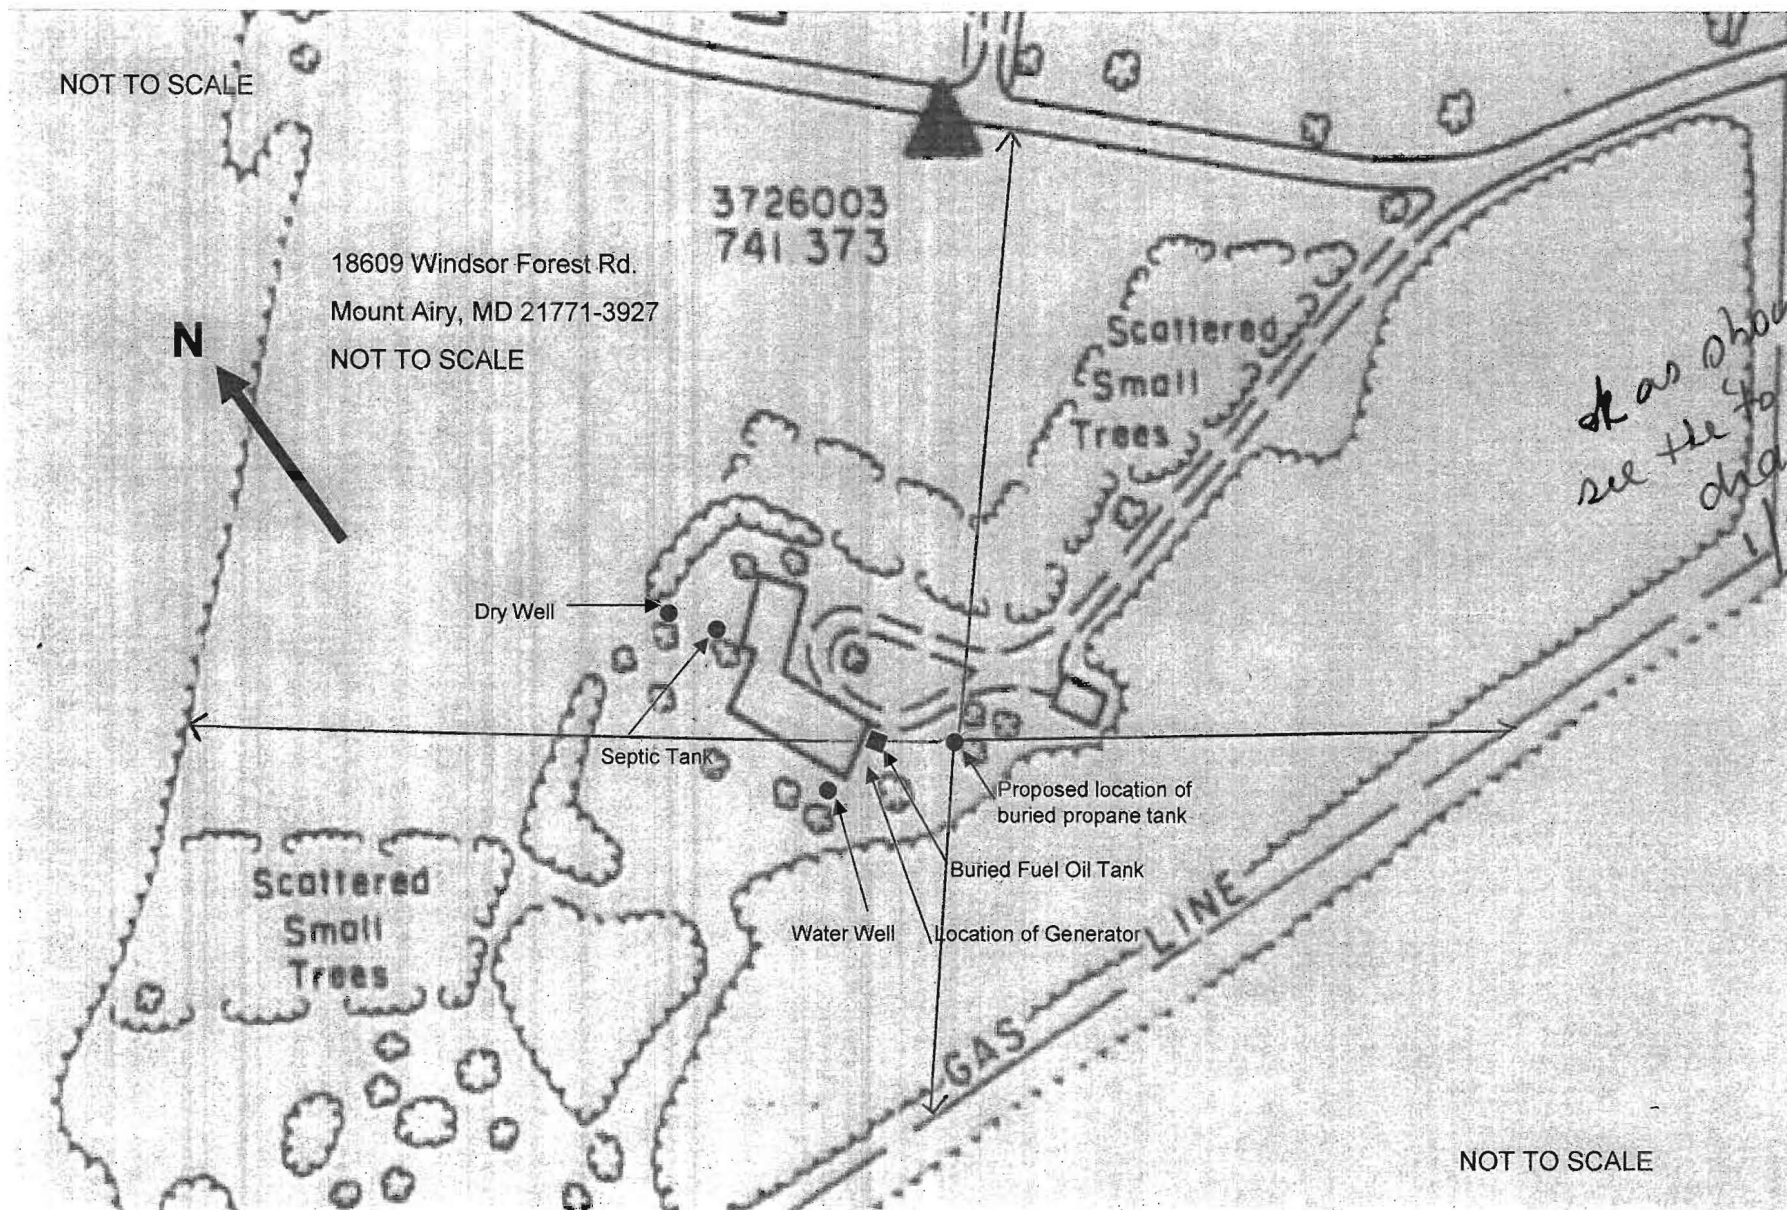 NOT TO SCALE
3726003
741 373
18609 Windsor Forest Rd.
Mount Airy, MD 21771-3927
NOT TO SCALE
N
Scattered
Small
Trees
as
see the to
Dry Well
Septic Tank
Proposed location of
buried propane tank
Buried Fuel Oil Tank
Water Well
Location of Generator
Scattered
Small
Trees
GAS LINE
NOT TO SCALE